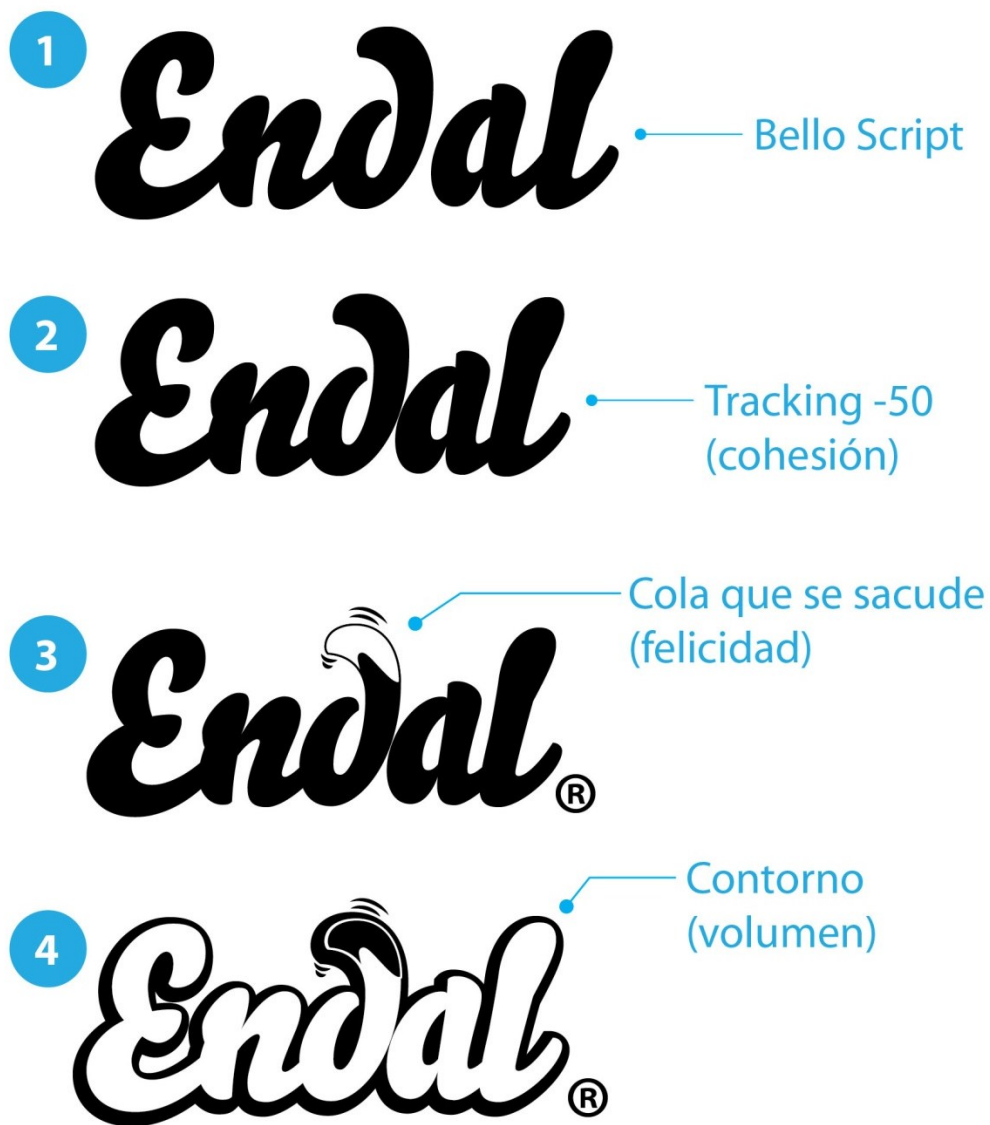 1
Endal
Bello Script
2
Endal
Tracking -50
(cohesión)
3
Endal®
Cola que se sacude
(felicidad)
4
Endal®
Contorno
(volumen)